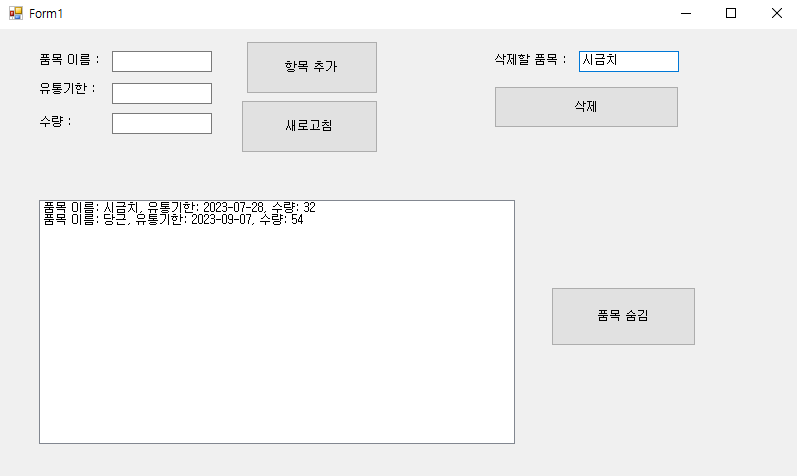 Form1
품목 이름 :
항목 추가
삭제할 품목 : 시금치
유통기한 :
삭제
수량 :
새로고침
품목 이름: 시금치, 유통기한: 2023-07-28, 수량: 32
품목 이름: 당근, 유통기한: 2023-09-07, 수량: 54
품목 숨김